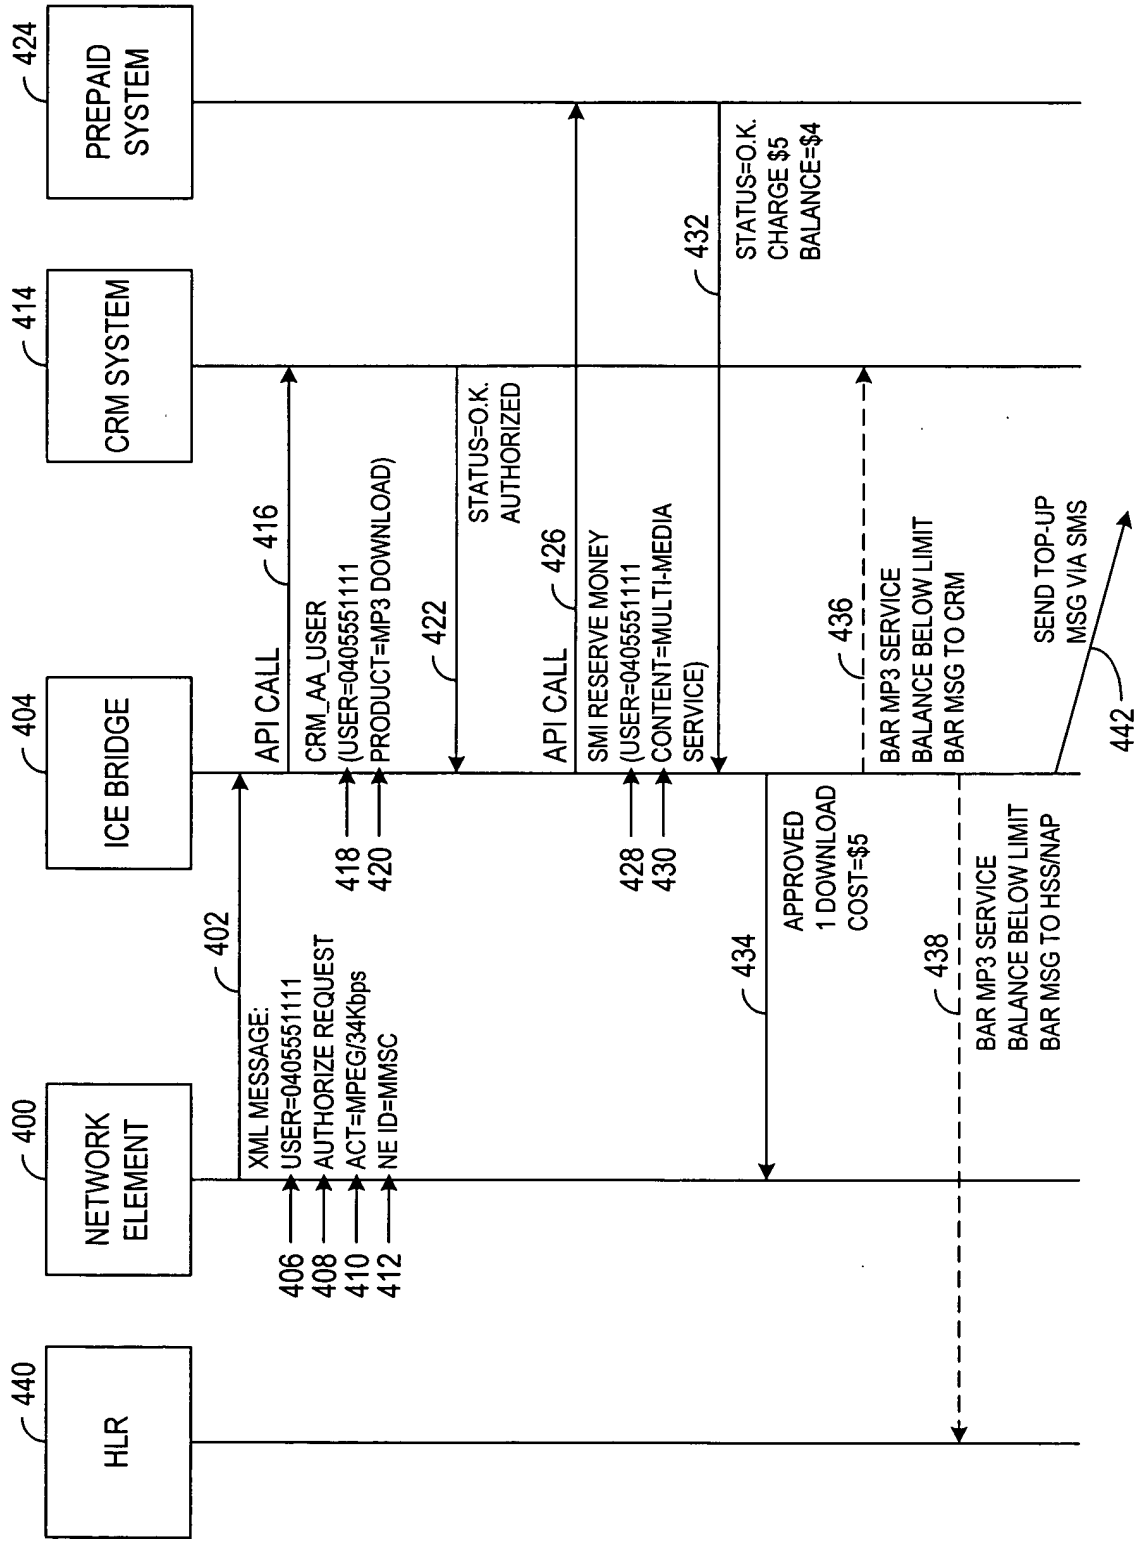 440
HLR
400
NETWORK
ELEMENT
404
ICE BRIDGE
414
CRM SYSTEM
424
PREPAID
SYSTEM
402
XML MESSAGE:
406
USER=0405551111
408
AUTHORIZE REQUEST
410
ACT=MPEG/34Kbps
412
NE ID=MMSC
API CALL
416
CRM_AA_USER
418
(USER=0405551111
420
PRODUCT=MP3 DOWNLOAD)
422
STATUS=O.K.
AUTHORIZED
API CALL
426
SMI RESERVE MONEY
428
(USER=0405551111
430
CONTENT=MULTI-MEDIA
SERVICE)
432
STATUS=O.K.
CHARGE $5
BALANCE=$4
434
APPROVED
1 DOWNLOAD
COST=$5
436
BAR MP3 SERVICE
BALANCE BELOW LIMIT
BAR MSG TO CRM
438
BAR MP3 SERVICE
BALANCE BELOW LIMIT
BAR MSG TO HSS/NAP
SEND TOP-UP
MSG VIA SMS
442